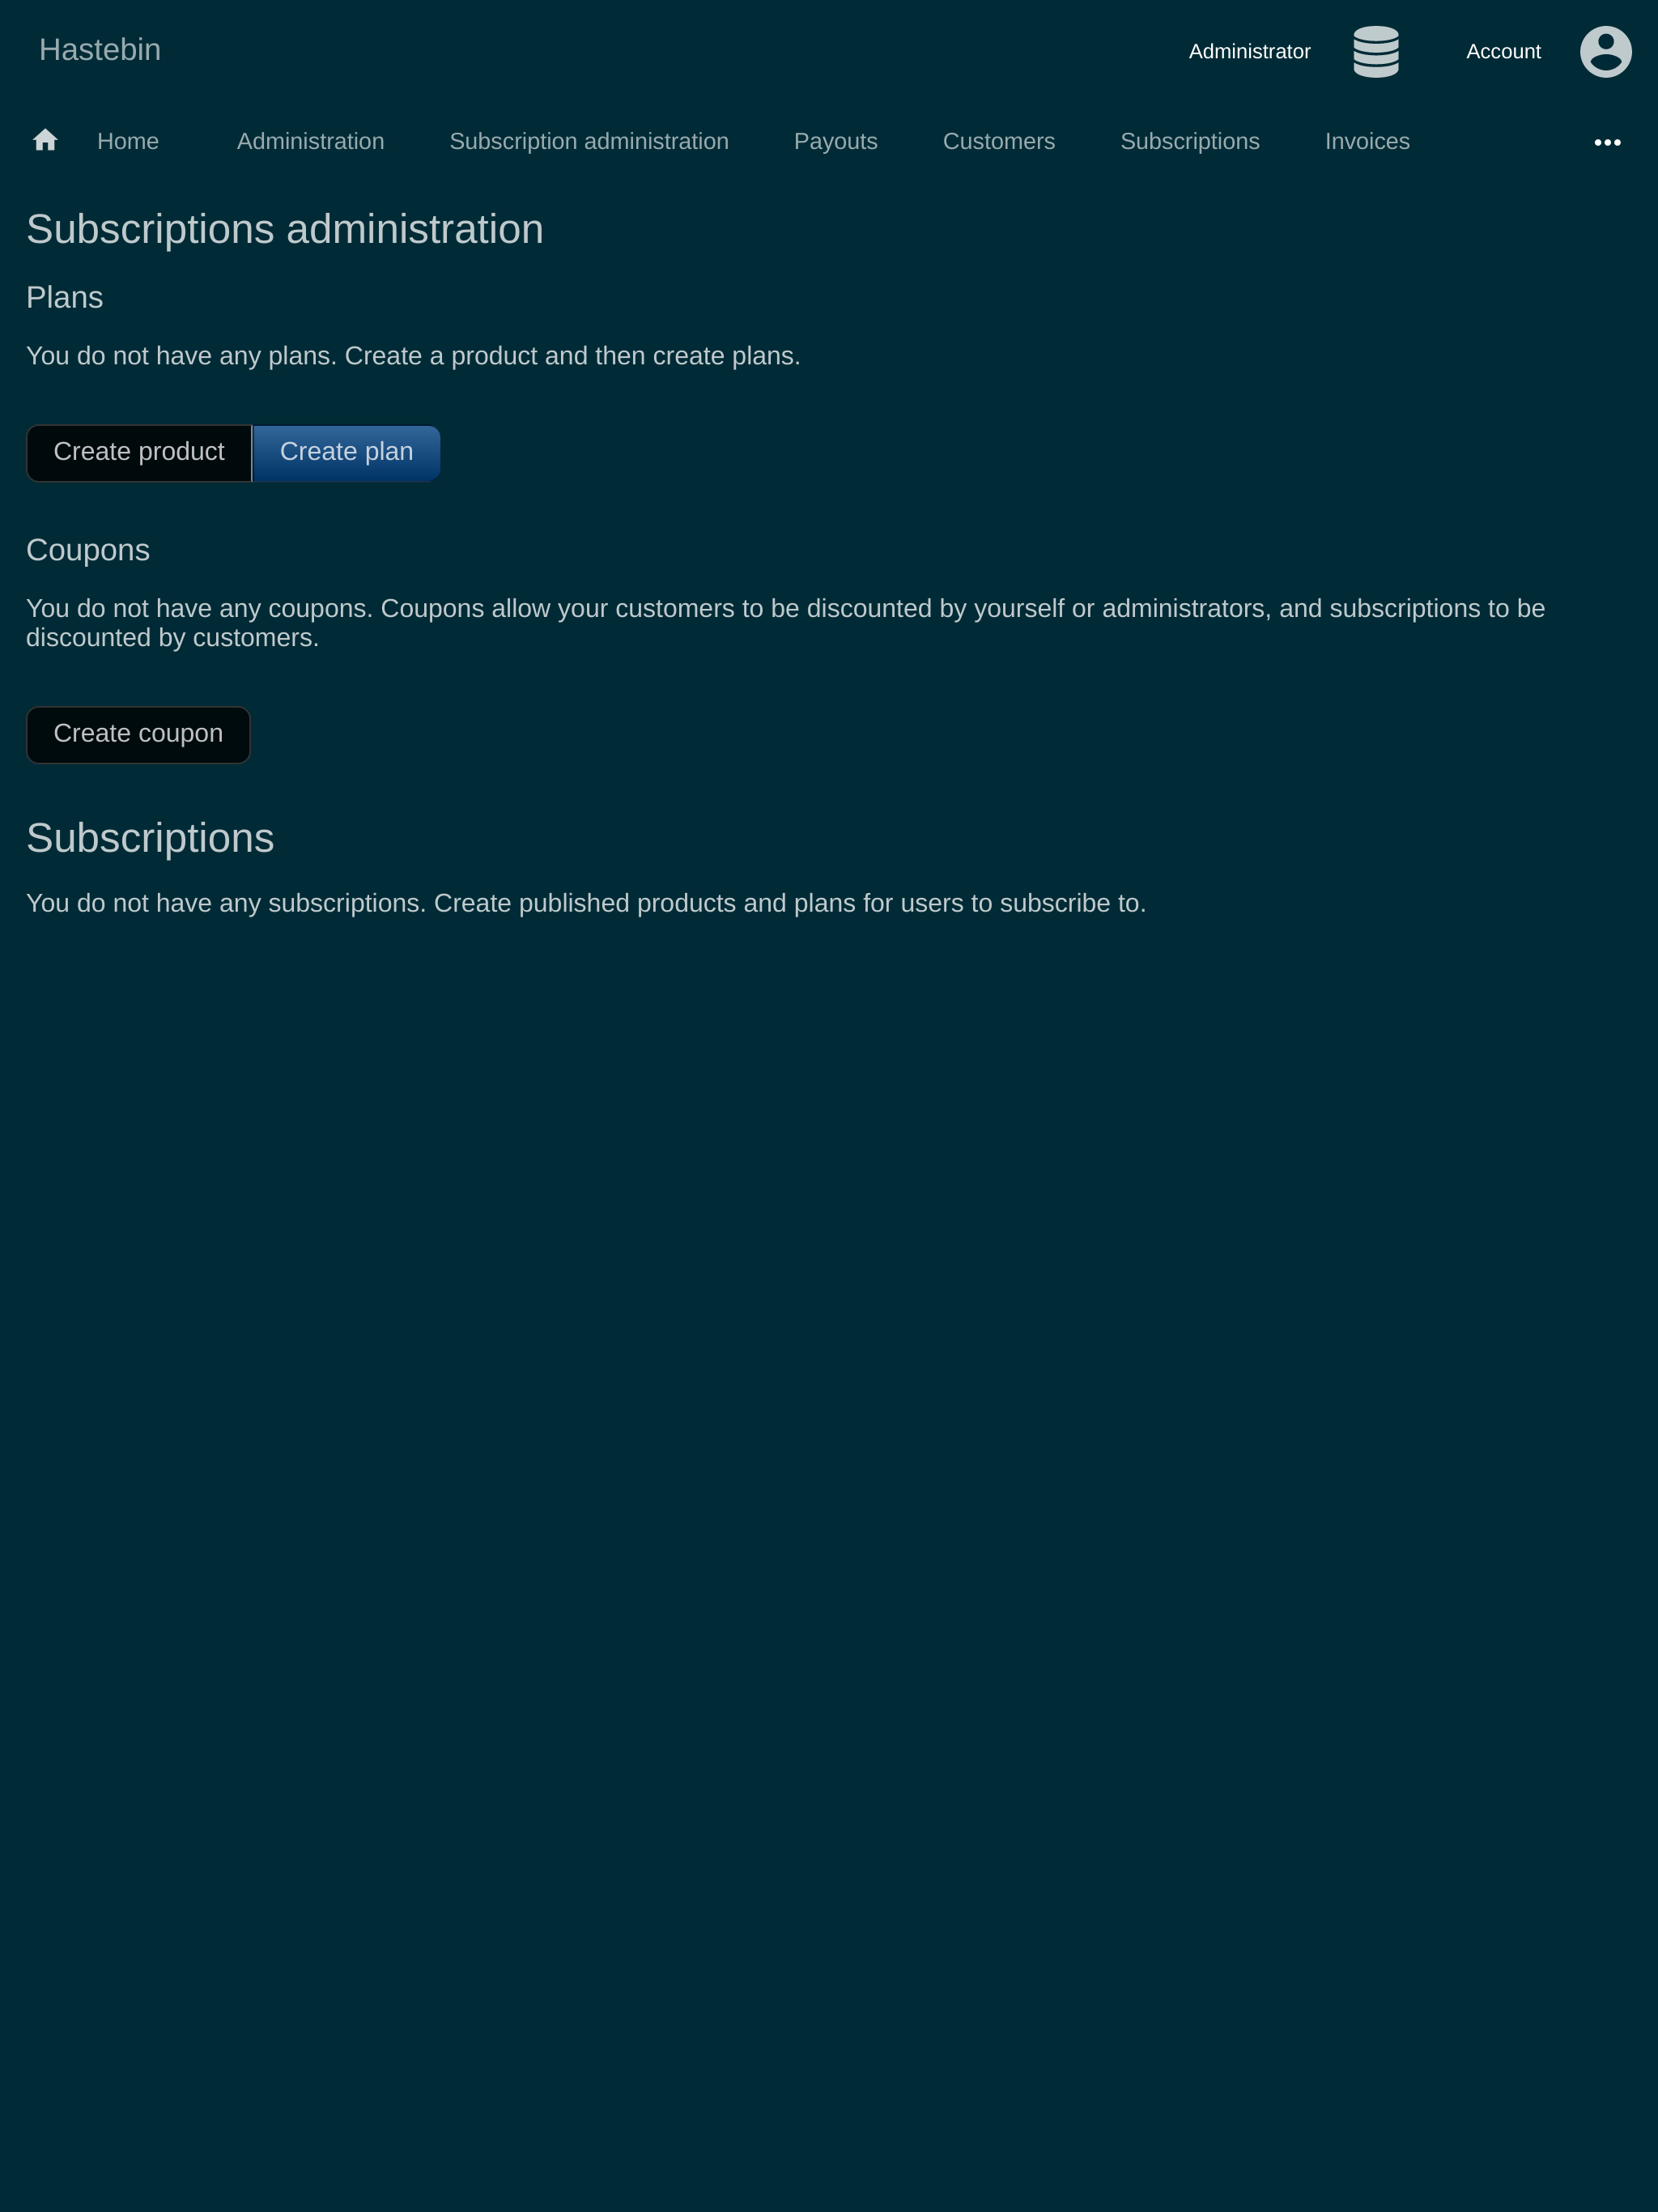 Hastebin
Administrator
Account
Home
Administration
Subscription administration
Payouts
Customers
Subscriptions
Invoices
Subscriptions administration
Plans
You do not have any plans. Create a product and then create plans.
Create product
Create plan
Coupons
You do not have any coupons. Coupons allow your customers to be discounted by yourself or administrators, and subscriptions to be
discounted by customers.
Create coupon
Subscriptions
You do not have any subscriptions. Create published products and plans for users to subscribe to.